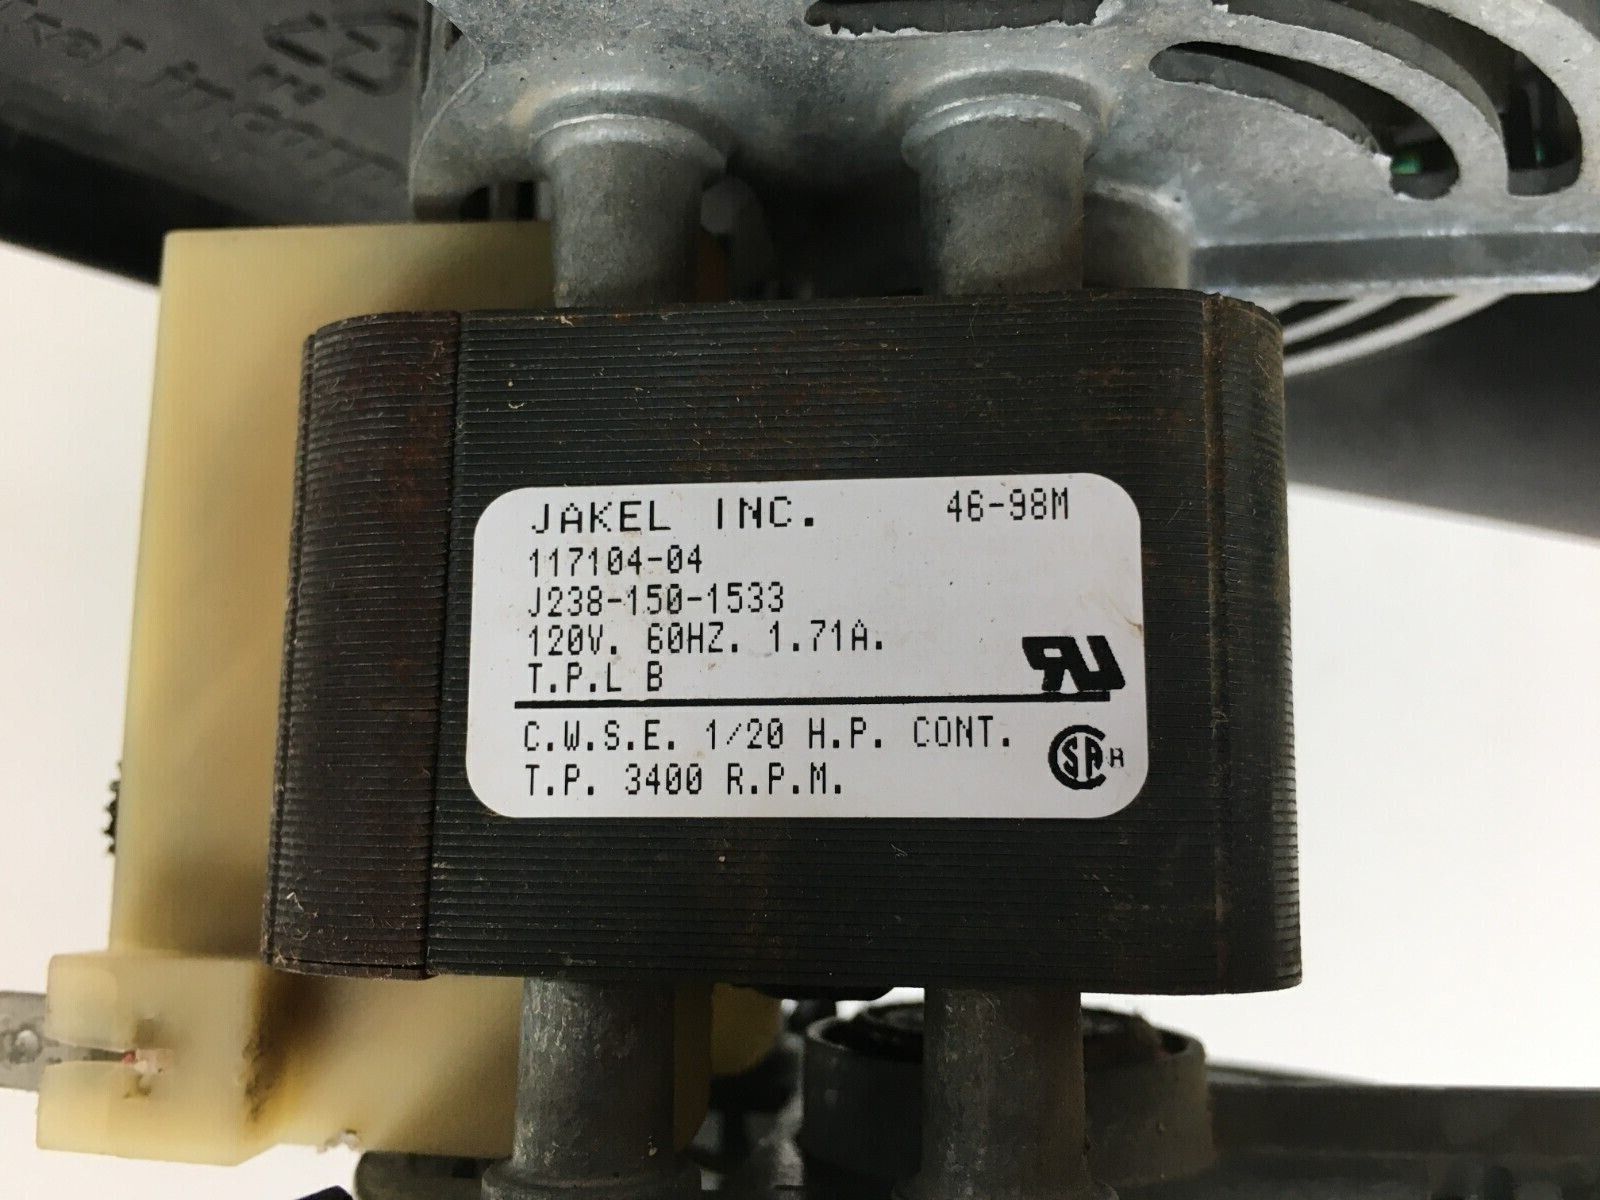 JAKEL INC. 46-98M
117104-04
J238-150-1533
120V. 60HZ. 1.71A.
T.P.L B
C.W.S.E. 1/20 H.P. CONT.
T.P. 3400 R.P.M.